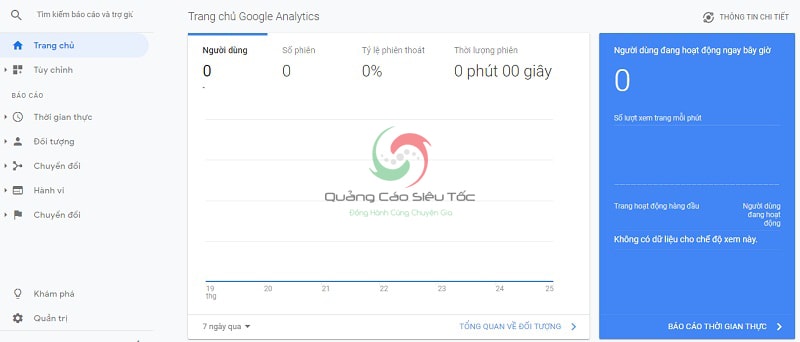 Tìm kiếm báo cáo và trợ giú
Trang chủ
Tùy chỉnh
BÁO CÁO
Thời gian thực
Đối tượng
Chuyển đổi
Hành vi
Chuyển đổi
Khám phá
Quản trị
Trang chủ Google Analytics
THÔNG TIN CHI TIẾT
Người dùng Số phiên Tỷ lệ phiên thoát Thời lượng phiên
0 0 0% 0 phút 00 giây
-
Quảng Cáo Siêu Tốc
Đồng Hành Cùng Chuyên Gia
19 20 21 22 23 24 25
thg
7 ngày qua
TỔNG QUAN VỀ ĐỐI TƯỢNG
Người dùng đang hoạt động ngay bây giờ
0
Số lượt xem trang mỗi phút
Trang hoạt động hàng đầu
Người dùng
đang hoạt
động
Không có dữ liệu cho chế độ xem này.
BÁO CÁO THỜI GIAN THỰC